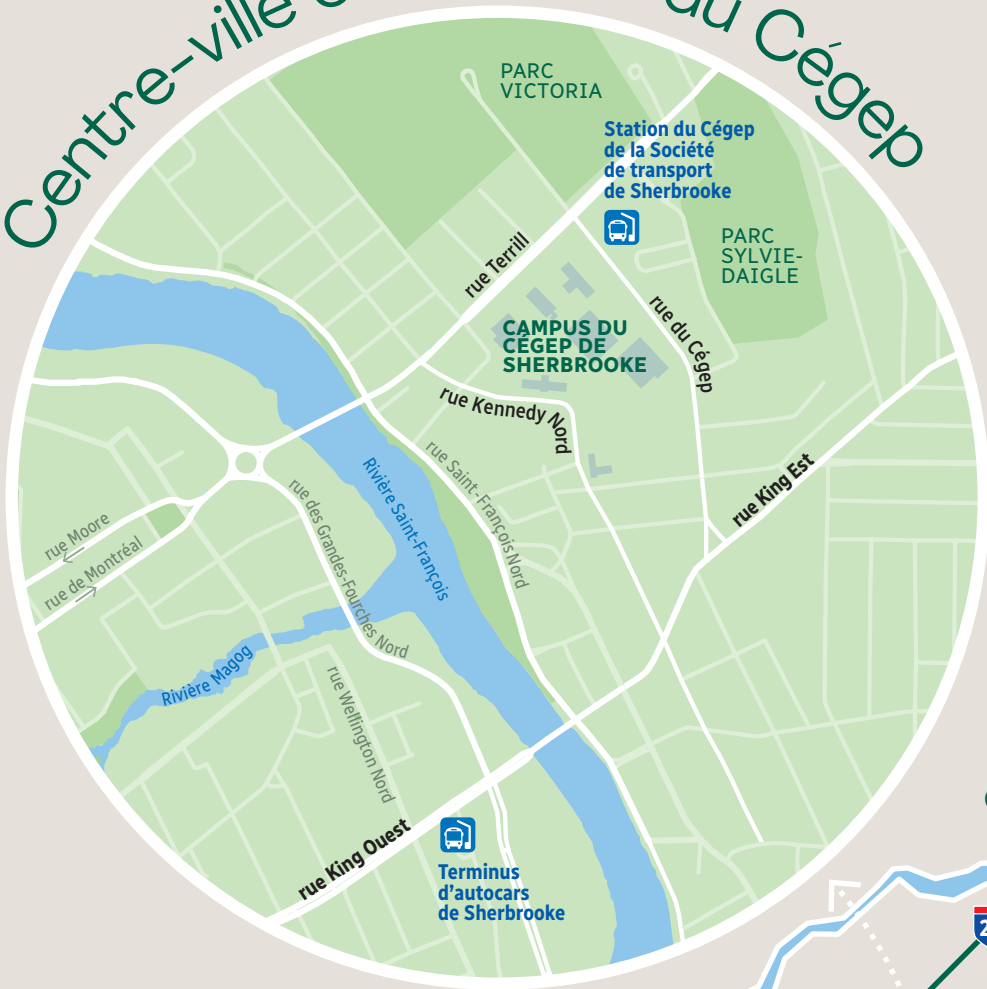 Centre-ville
du Cégep
PARC
VICTORIA
Station du Cégep
de la Société
de transport
de Sherbrooke
PARC
SYLVIE-
DAIGLE
rue Terrill
CAMPUS DU
CÉGEP DE
SHERBROOKE
rue du Cégep
rue Kennedy Nord
rue Saint-François Nord
Rivière Saint-François
rue King Est
rue des Grandes-Fourches Nord
rue Moore
rue de Montréal
Rivière Magog
rue Wellington Nord
rue King Ouest
Terminus
d'autocars
de Sherbrooke